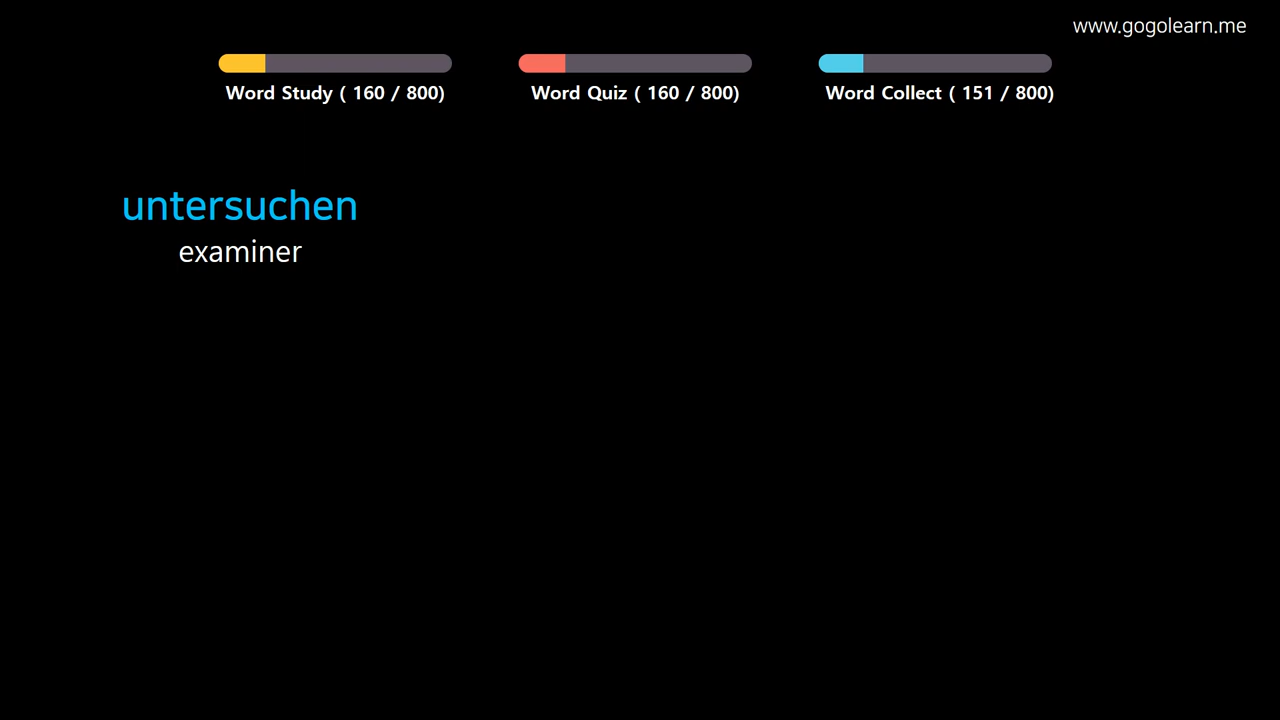 www.gogolearn.me
Word Study ( 160 / 800)
Word Quiz ( 160 / 800)
Word Collect ( 151 / 800)
untersuchen
examiner